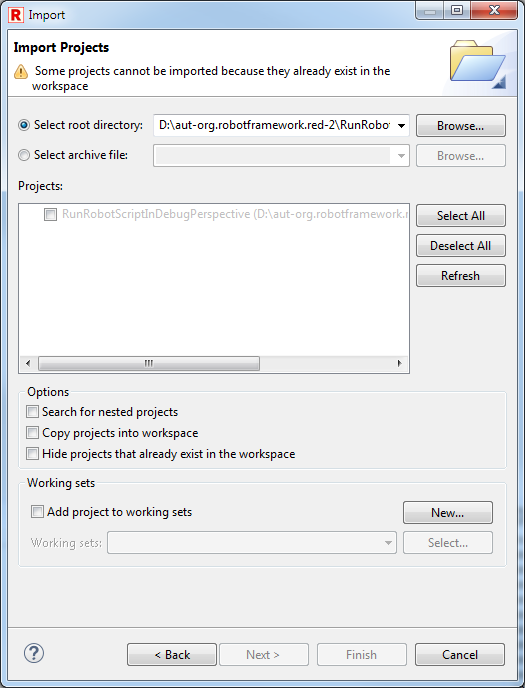 R Import
Import Projects
Some projects cannot be imported because they already exist in the
workspace
Select root directory: D:\aut-org.robotframework.red-2\RunRobot Browse...
Select archive file: Browse...
Projects:
RunRobotScriptInDebugPerspective (D:\aut-org.robotframework.r
Select All
Deselect All
Refresh
Options
Search for nested projects
Copy projects into workspace
Hide projects that already exist in the workspace
Working sets
Add project to working sets New...
Working sets: Select...
? < Back Next > Finish Cancel